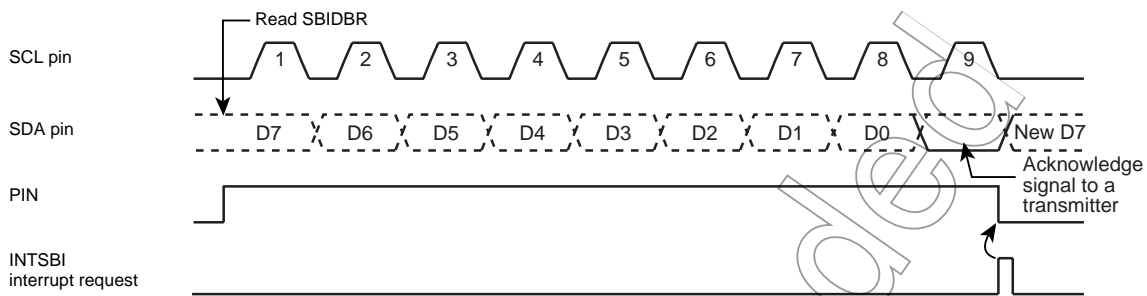 Read SBIDBR
SCL pin
1 2 3 4 5 6 7 8 9
SDA pin
D7 D6 D5 D4 D3 D2 D1 D0 New D7
Acknowledge
signal to a
transmitter
PIN
INTSBI
interrupt request
ded